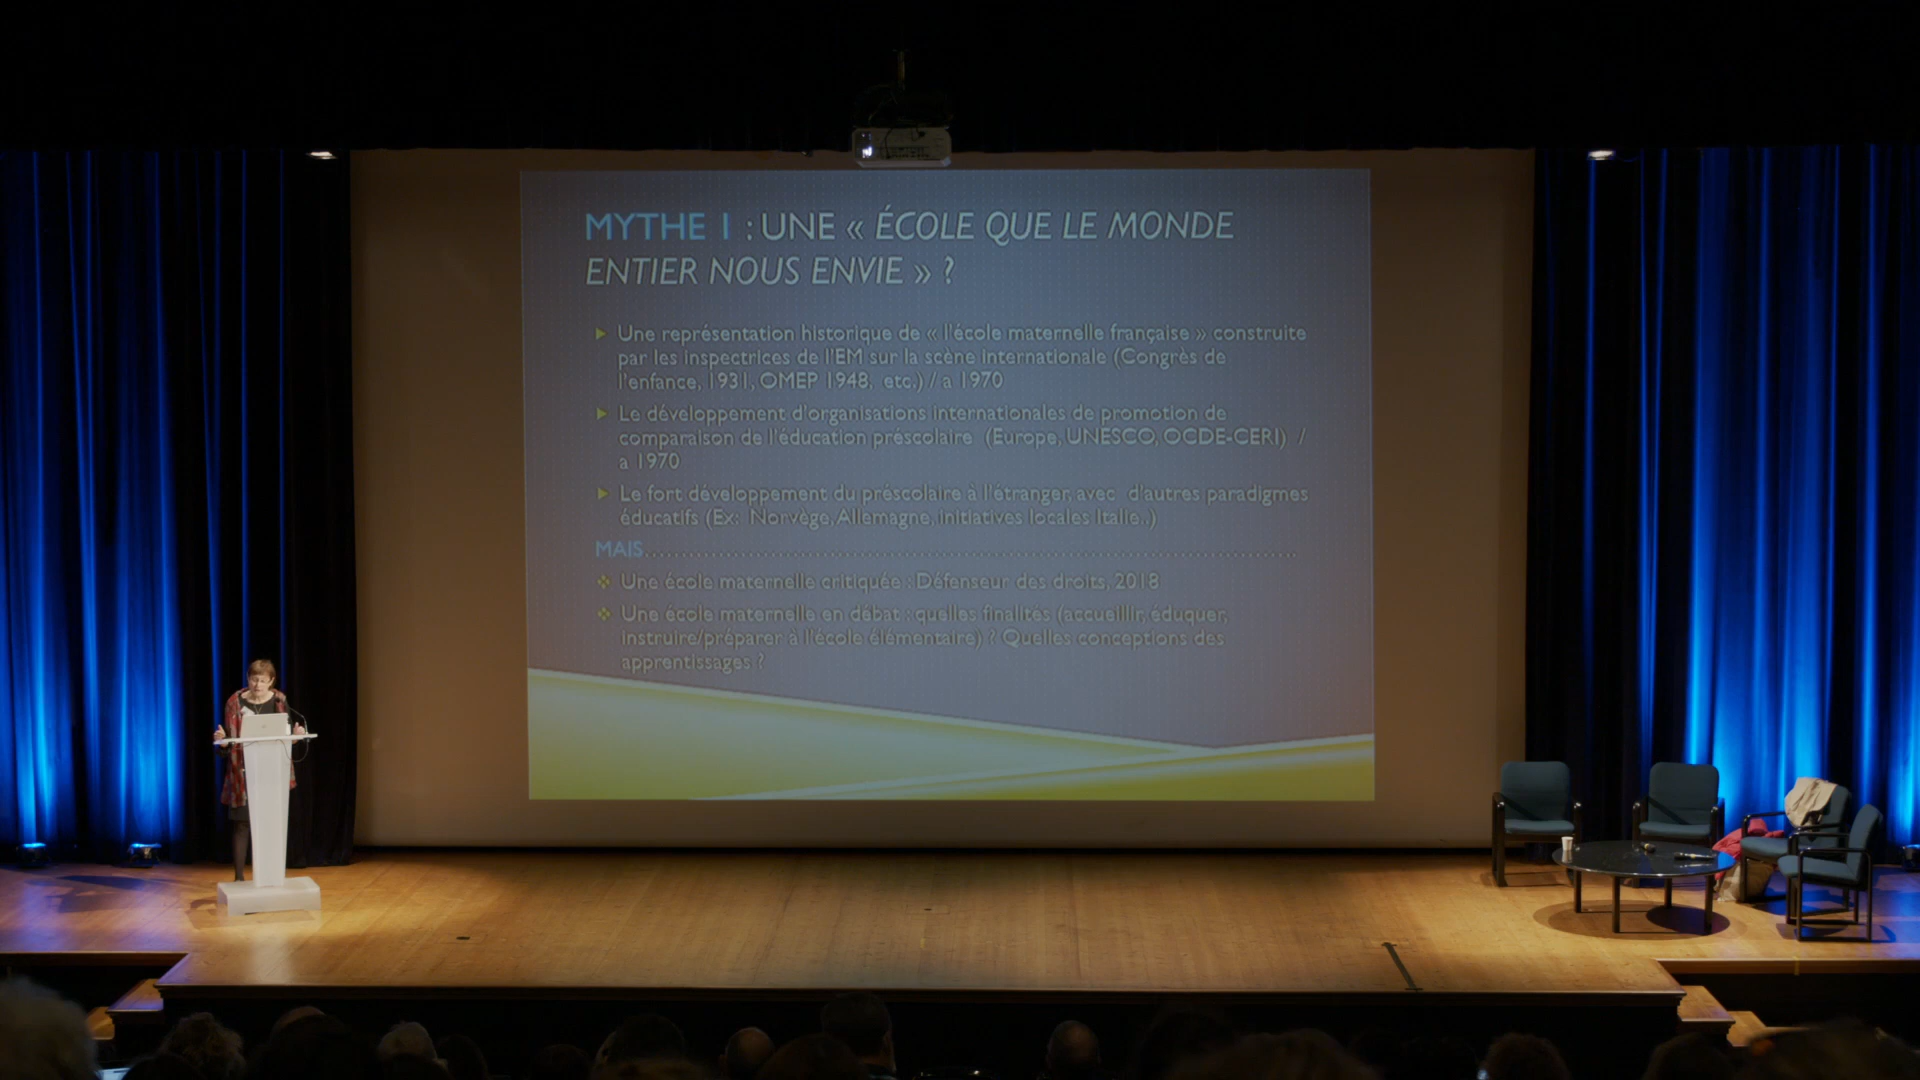 MYTHE 1 : UNE « ÉCOLE QUE LE MONDE
ENTIER NOUS ENVIE » ?
Une représentation historique de « l'école maternelle française » construite
par les inspectrices de l'EM sur la scène internationale (Congrès de
l'enfance, 1931, OMEP 1948, etc.) / a 1970
Le développement d'organisations internationales de promotion de
comparaison de l'éducation préscolaire (Europe, UNESCO, OCDE-CERI) /
a 1970
Le fort développement du préscolaire à l'étranger, avec d'autres paradigmes
éducatifs (Ex: Norvège, Allemagne, initiatives locales Italie..)
MAIS........................................................................................................
Une école maternelle critiquée : Défenseur des droits, 2018
Une école maternelle en débat : quelles finalités (accueillir, éduquer,
instruire/préparer à l'école élémentaire) ? Quelles conceptions des
apprentissages ?